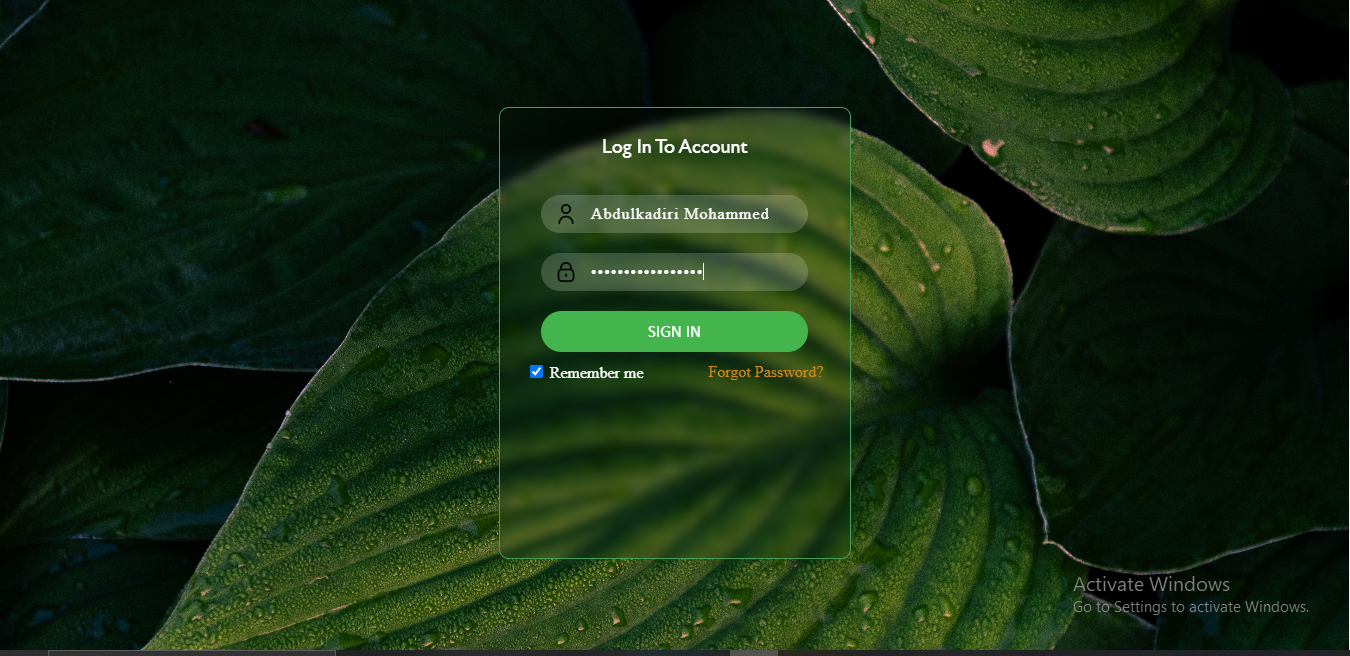 Log In To Account
Abdulkadiri Mohammed
•••••••••••••••••
SIGN IN
Remember me
Forgot Password?
Activate Windows
Go to Settings to activate Windows.